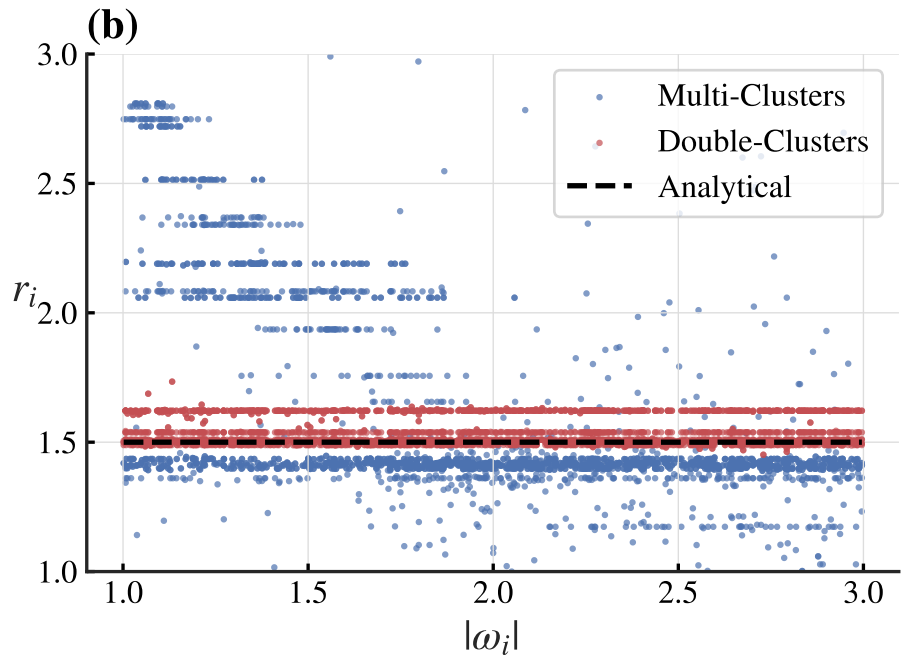 (b)
3.0
2.5
2.0
1.5
1.0
r_i
Multi-Clusters
Double-Clusters
Analytical
1.0 1.5 2.0 2.5 3.0
|ω_i|